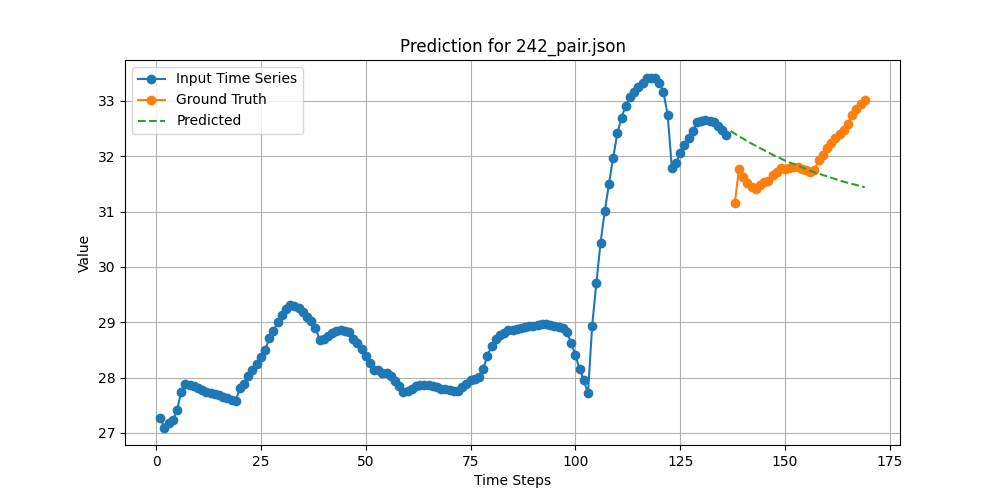 Prediction for 242_pair.json
Input Time Series
Ground Truth
Predicted
33
32
31
30
29
28
27
Value
0 25 50 75 100 125 150 175
Time Steps